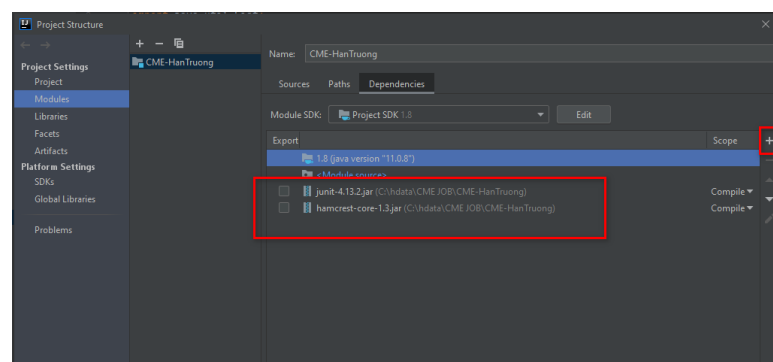 Project Structure
Project Settings
Project
Modules
Libraries
Facets
Artifacts
Platform Settings
SDKs
Global Libraries
Problems
CME-HanTruong
Name: CME-HanTruong
Sources Paths Dependencies
Module SDK: Project SDK 1.8 Edit
Export Scope
1.8 (java version "11.0.8")
<Module source>
junit-4.13.2.jar (C:\hdata\CME JOB\CME-HanTruong) Compile
hamcrest-core-1.3.jar (C:\hdata\CME JOB\CME-HanTruong) Compile